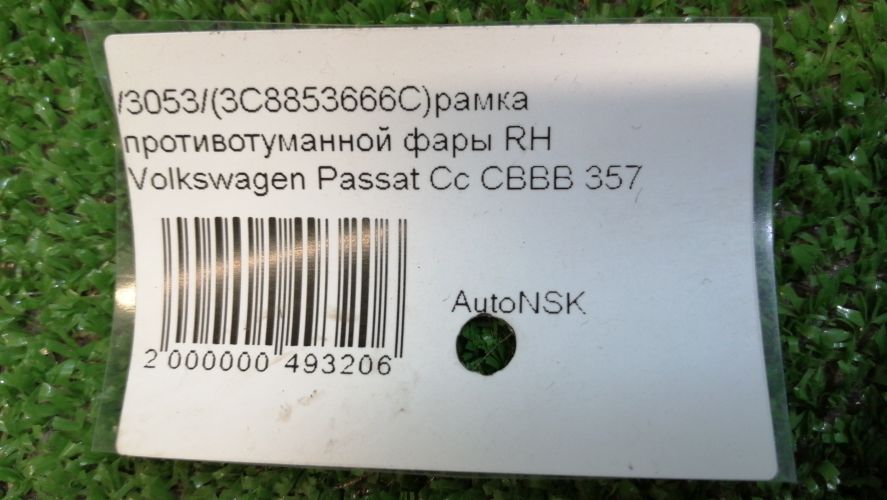 /3053/(3C8853666C)рамка
противотуманной фары RH
Volkswagen Passat Cc CBBB 357
AutoNSK
2 000000 493206